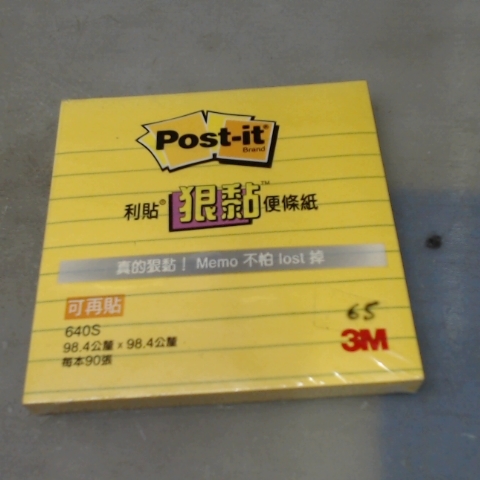 Post-it®
Brand
利貼® 狠黏™ 便條紙
真的狠黏！ Memo 不怕 lost 掉
可再貼
640S
98.4公釐 x 98.4公釐
每本90張
65
3M